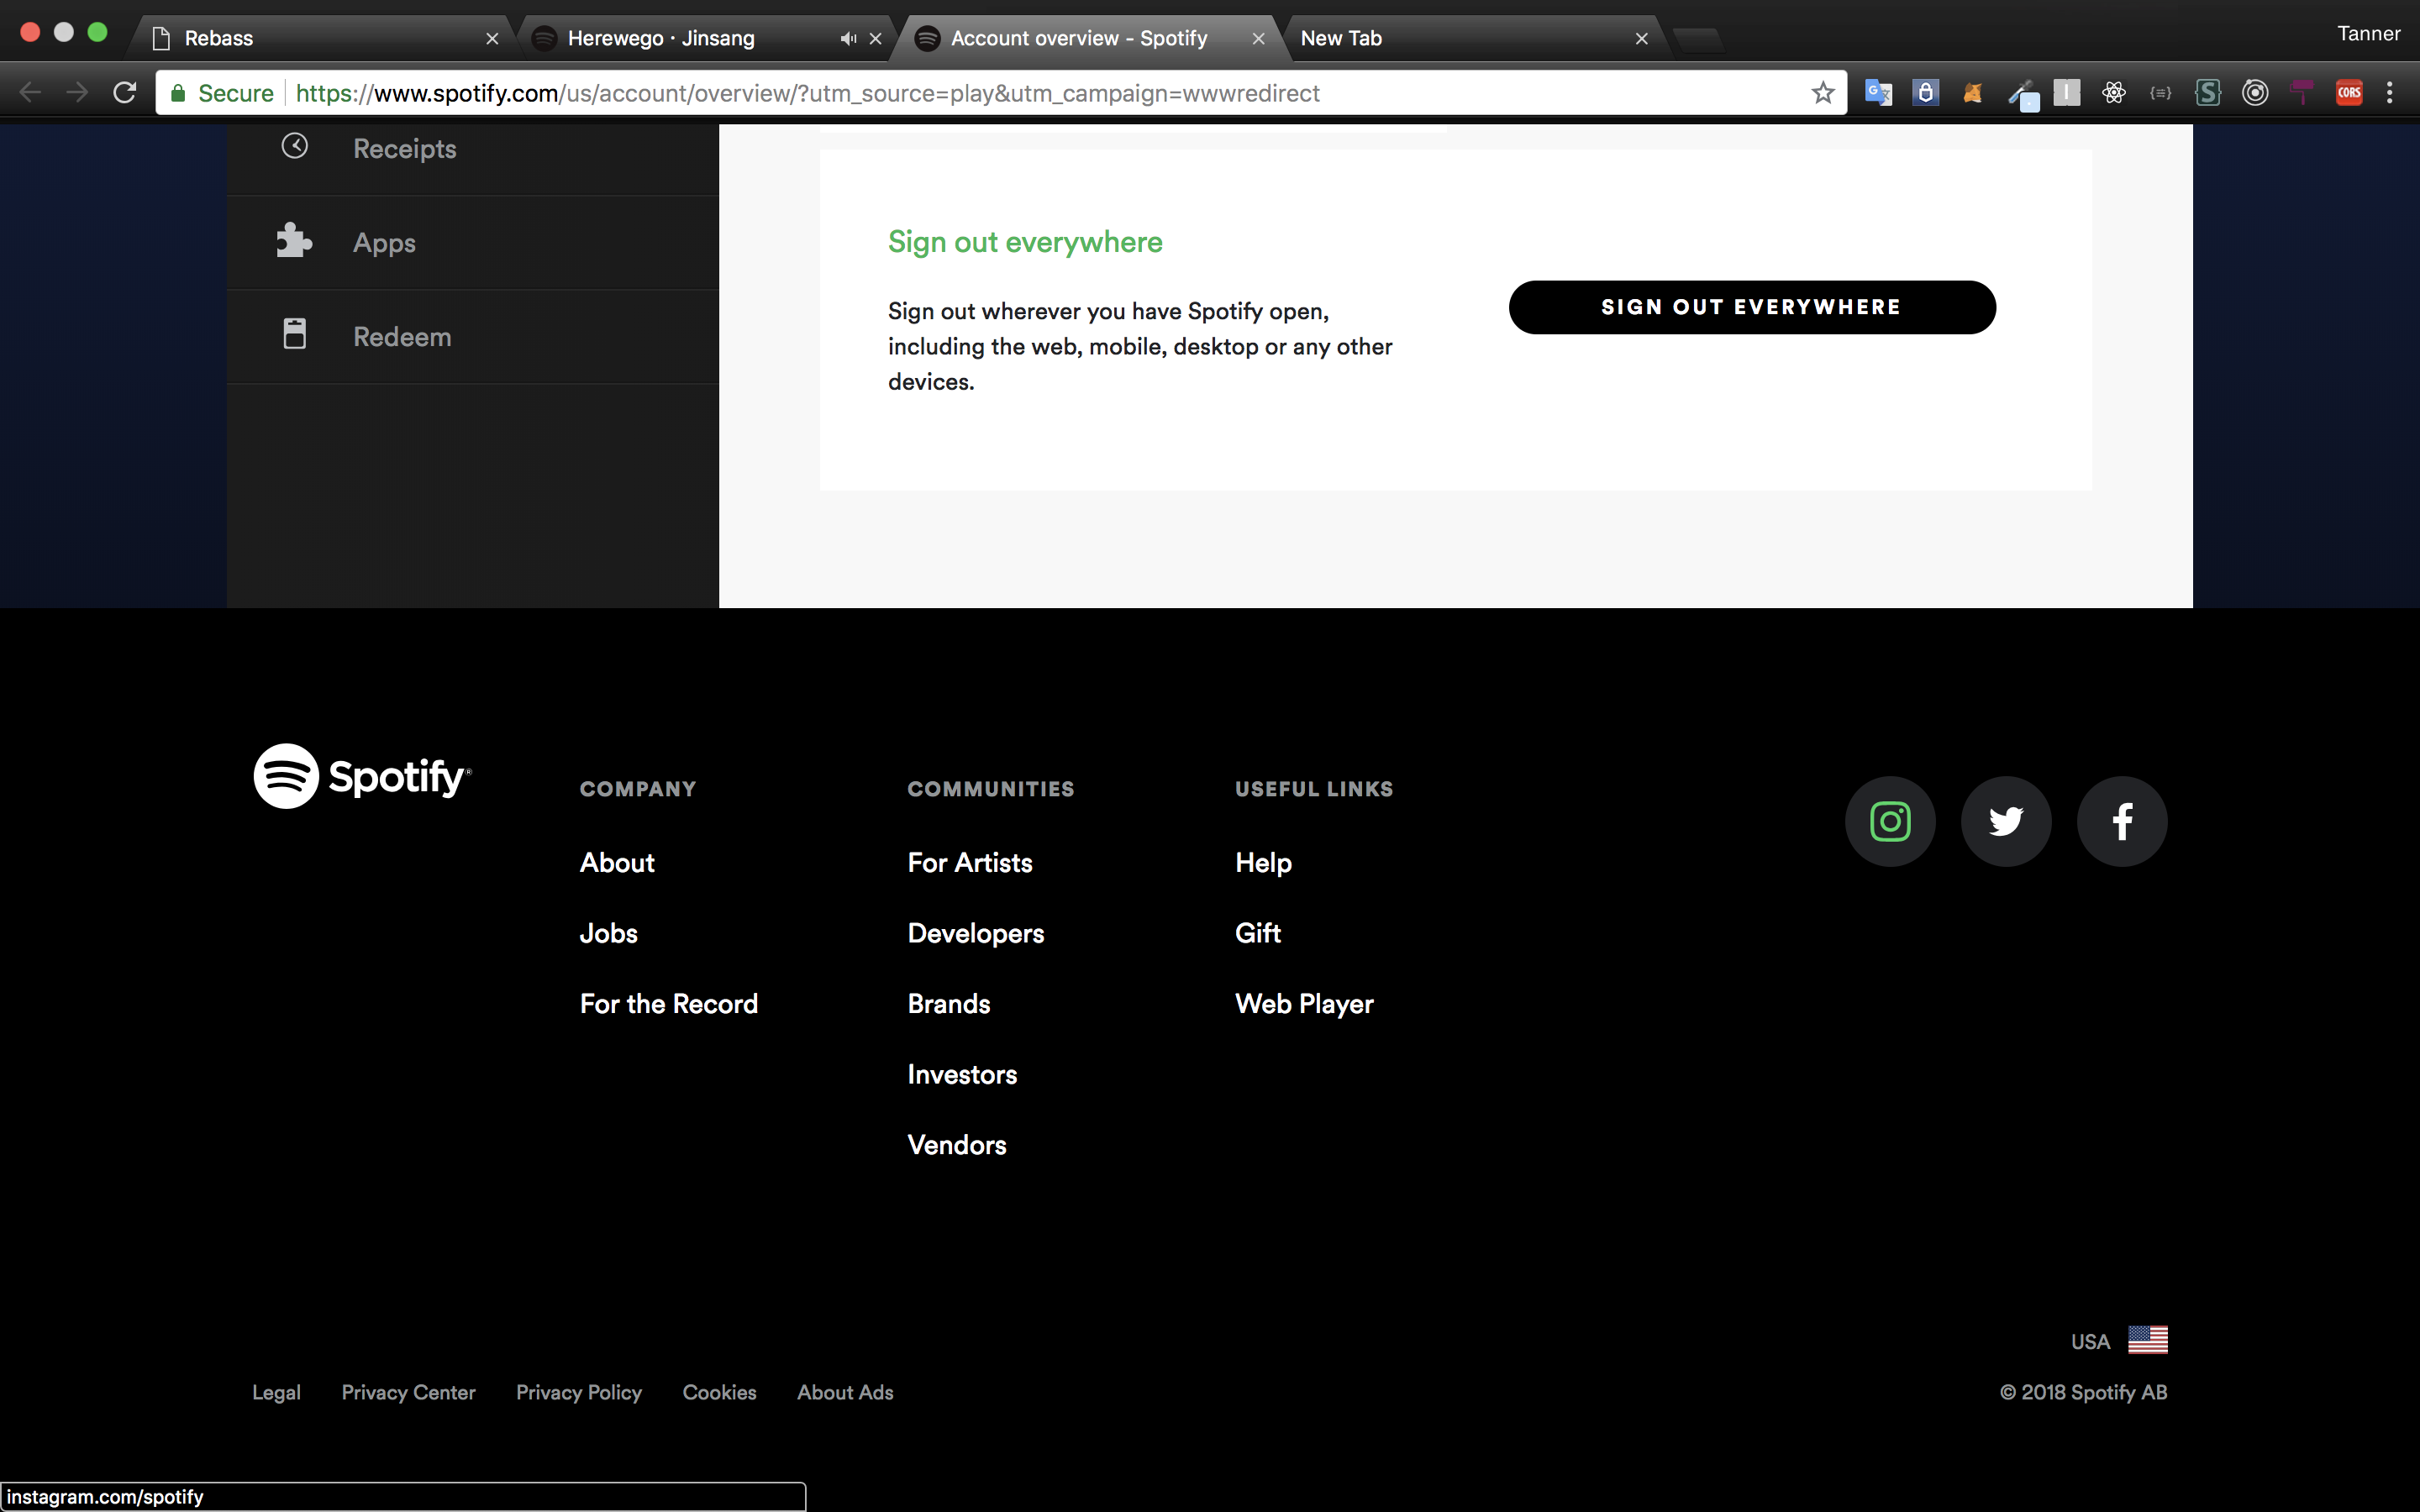 Rebass
Herewego · Jinsang
Account overview - Spotify
New Tab
Tanner
Secure
https://www.spotify.com/us/account/overview/?utm_source=play&utm_campaign=wwwredirect
CORS
Receipts
Apps
Redeem
Sign out everywhere
Sign out wherever you have Spotify open,
including the web, mobile, desktop or any other
devices.
SIGN OUT EVERYWHERE
Spotify®
COMPANY
About
Jobs
For the Record
COMMUNITIES
For Artists
Developers
Brands
Investors
Vendors
USEFUL LINKS
Help
Gift
Web Player
USA
Legal
Privacy Center
Privacy Policy
Cookies
About Ads
© 2018 Spotify AB
instagram.com/spotify